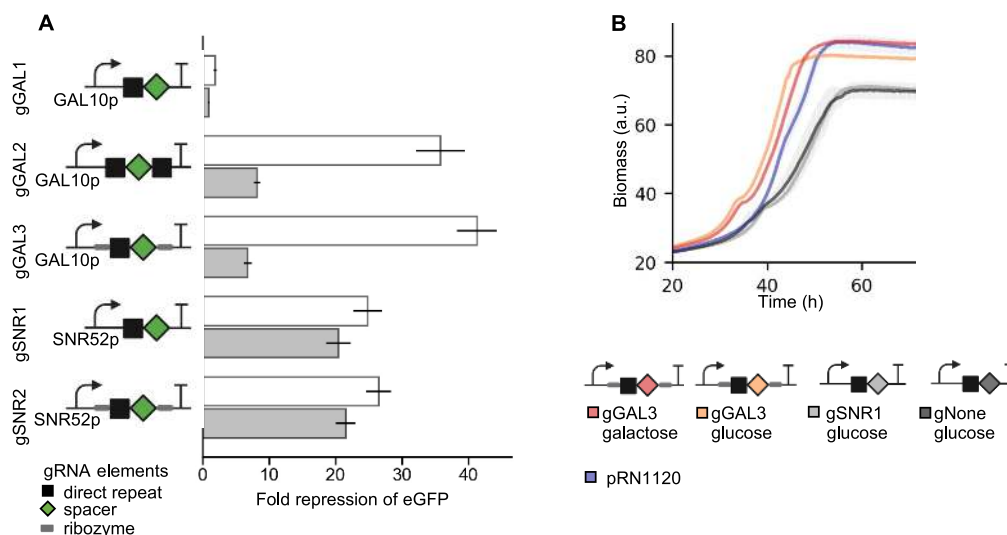 A
gGAL1
GAL10p
gGAL2
GAL10p
gGAL3
GAL10p
gSNR1
SNR52p
gSNR2
SNR52p
0 20 40
Fold repression of eGFP
gRNA elements
direct repeat
spacer
ribozyme
B
Biomass (a.u.)
80
60
40
20
20 40 60
Time (h)
gGAL3 galactose
gGAL3 glucose
gSNR1 glucose
gNone glucose
pRN1120